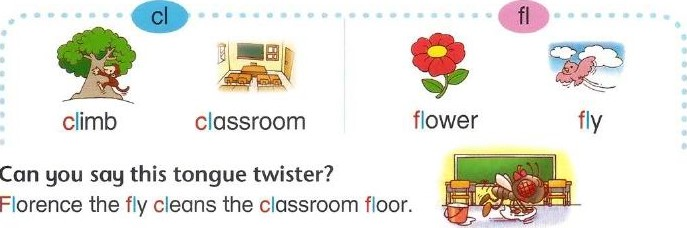 cl fl
climb classroom flower fly
Can you say this tongue twister?
Florence the fly cleans the classroom floor.